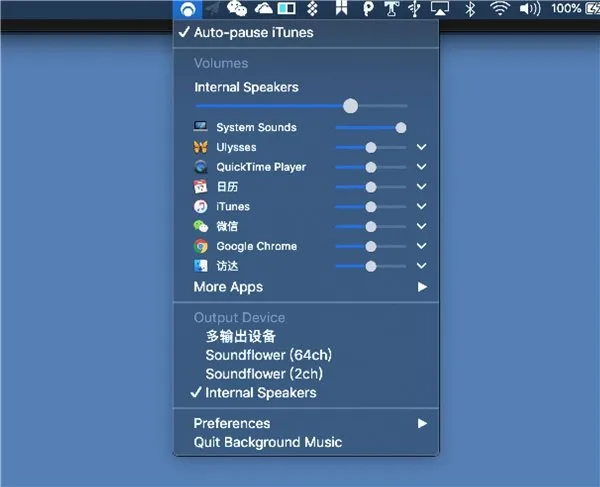 100%
Auto-pause iTunes
Volumes
Internal Speakers
System Sounds
Ulysses
QuickTime Player
日历
iTunes
微信
Google Chrome
访达
More Apps
Output Device
多输出设备
Soundflower (64ch)
Soundflower (2ch)
Internal Speakers
Preferences
Quit Background Music